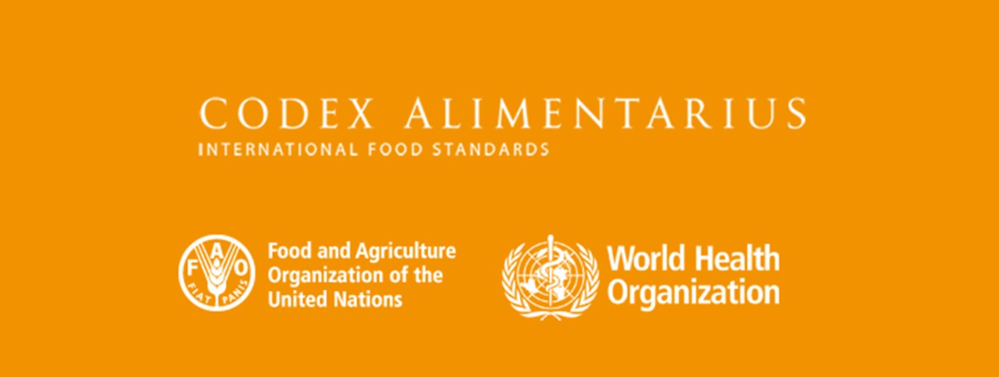 CODEX ALIMENTARIUS
INTERNATIONAL FOOD STANDARDS
F A O
FIAT PANIS
Food and Agriculture
Organization of the
United Nations
World Health
Organization